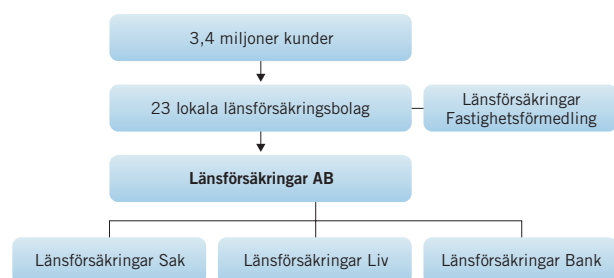 3,4 miljoner kunder
23 lokala länsförsäkringsbolag
Länsförsäkringar
Fastighetsförmedling
Länsförsäkringar AB
Länsförsäkringar Sak
Länsförsäkringar Liv
Länsförsäkringar Bank